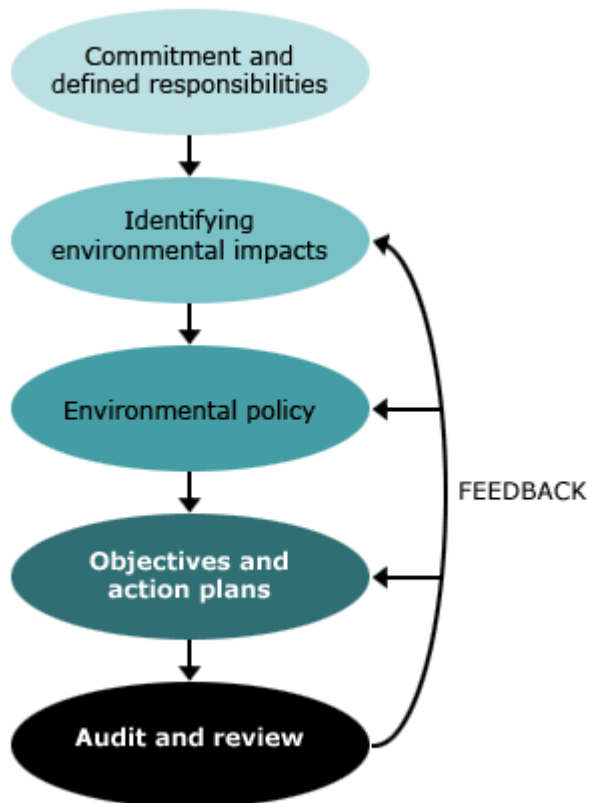 Commitment and
defined responsibilities
Identifying
environmental impacts
Environmental policy
FEEDBACK
Objectives and
action plans
Audit and review